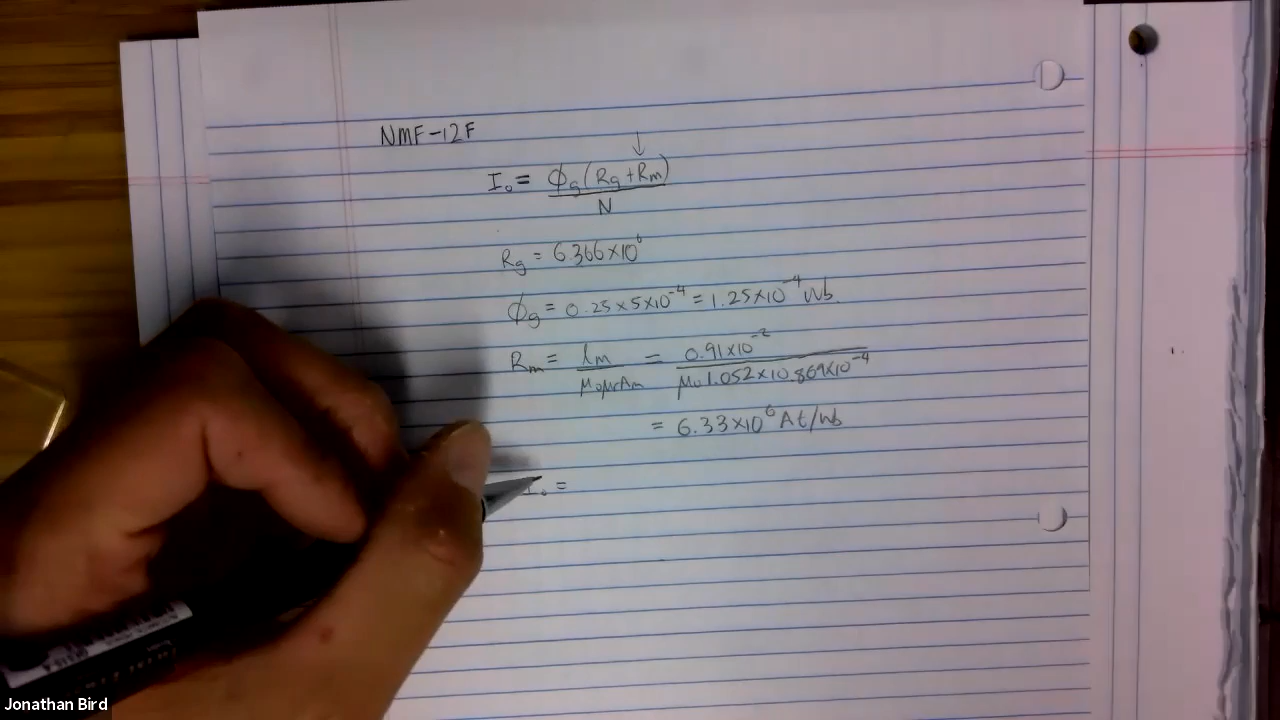 NMF-12F
I₀ = ϕg(Rg+Rm)/N
Rg = 6.366×10⁶
ϕg = 0.25×5×10⁻⁴ = 1.25×10⁻⁴ Wb
Rm = lm/μ₀μrAm = 0.91×10⁻²/μ₀1.052×10.869×10⁻⁴
= 6.33×10⁶ At/Wb
I₀ =
Jonathan Bird